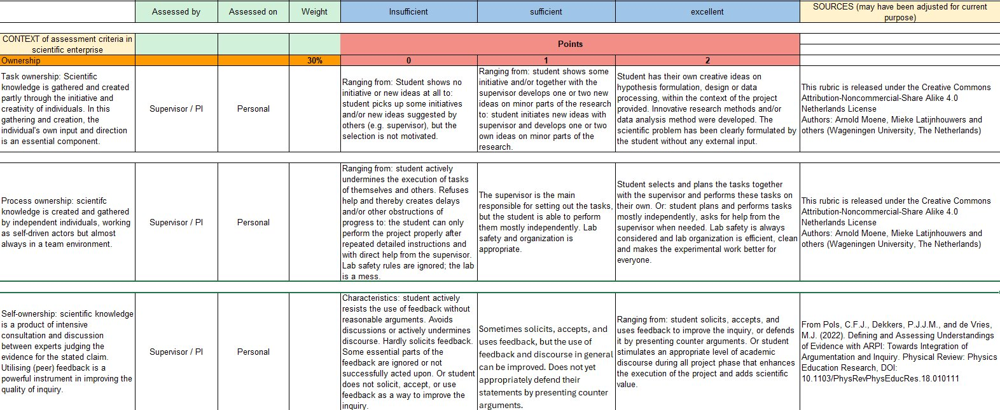 Assessed by
Assessed on
Weight
Insufficient
sufficient
excellent
SOURCES (may have been adjusted for current
purpose)
CONTEXT of assessment criteria in
scientific enterprise
Points
Ownership
30%
0
1
2
Task ownership: Scientific
knowledge is gathered and created
partly through the initiative and
creativity of individuals. In this
gathering and creation, the
individual's own input and direction
is an essential component.
Supervisor / PI
Personal
Ranging from: Student shows no
initiative or new ideas at all to:
student picks up some initiatives
and/or new ideas suggested by
others (e.g. supervisor), but the
selection is not motivated.
Ranging from: student shows some
initiative and/or together with the
supervisor develops one or two new
ideas on minor parts of the research
to: student initiates new ideas with
supervisor and develops one or two
own ideas on minor parts of the
research.
Student has their own creative ideas on
hypothesis formulation, design or data
processing, within the context of the project
provided. Innovative research methods and/or
data analysis method were developed. The
scientific problem has been clearly formulated by
the student without any external input.
This rubric is released under the Creative Commons
Attribution-Noncommercial-Share Alike 4.0
Netherlands License
Authors: Arnold Moene, Mieke Latijnhouwers and
others (Wageningen University, The Netherlands)
Process ownership: scientifc
knowledge is created and gathered
by independent individuals, working
as self-driven actors but almost
always in a team environment.
Supervisor / PI
Personal
Ranging from: student actively
undermines the execution of tasks
of themselves and others. Refuses
help and thereby creates delays
and/or other obstructions of
progress to: the student can only
perform the project properly after
repeated detailed instructions and
with direct help from the supervisor.
Lab safety rules are ignored; the lab
is a mess.
The supervisor is the main
responsible for setting out the tasks,
but the student is able to perform
them mostly independently. Lab
safety and organization is
appropriate.
Student selects and plans the tasks together
with the supervisor and performs these tasks on
their own. Or: student plans and performs tasks
mostly independently, asks for help from the
supervisor when needed. Lab safety is always
considered and lab organization is efficient, clean
and makes the experimental work better for
everyone.
This rubric is released under the Creative Commons
Attribution-Noncommercial-Share Alike 4.0
Netherlands License
Authors: Arnold Moene, Mieke Latijnhouwers and
others (Wageningen University, The Netherlands)
Self-ownership: scientific knowledge
is a product of intensive
consultation and discussion
between experts judging the
evidence for the stated claim.
Utilising (peer) feedback is a
powerful instrument in improving the
quality of inquiry.
Supervisor / PI
Personal
Characteristics: student actively
resists the use of feedback without
reasonable arguments. Avoids
discussions or actively undermines
discourse. Hardly solicits feedback.
Some essential parts of the
feedback are ignored or not
successfully acted upon. Or student
does not solicit, accept, or use
feedback as a way to improve the
inquiry.
Sometimes solicits, accepts, and
uses feedback, but the use of
feedback and discourse in general
can be improved. Does not yet
appropriately defend their
statements by presenting counter
arguments.
Ranging from: student solicits, accepts, and
uses feedback to improve the inquiry, or defends
it by presenting counter arguments. Or student
stimulates an appropriate level of academic
discourse during all project phase that enhances
the execution of the project and adds scientific
value.
From Pols, C.F.J., Dekkers, P.J.J.M., and de Vries,
M.J. (2022). Defining and Assessing Understandings
of Evidence with ARPI: Towards Integration of
Argumentation and Inquiry. Physical Review: Physics
Education Research, DOI:
10.1103/PhysRevPhysEducRes.18.010111